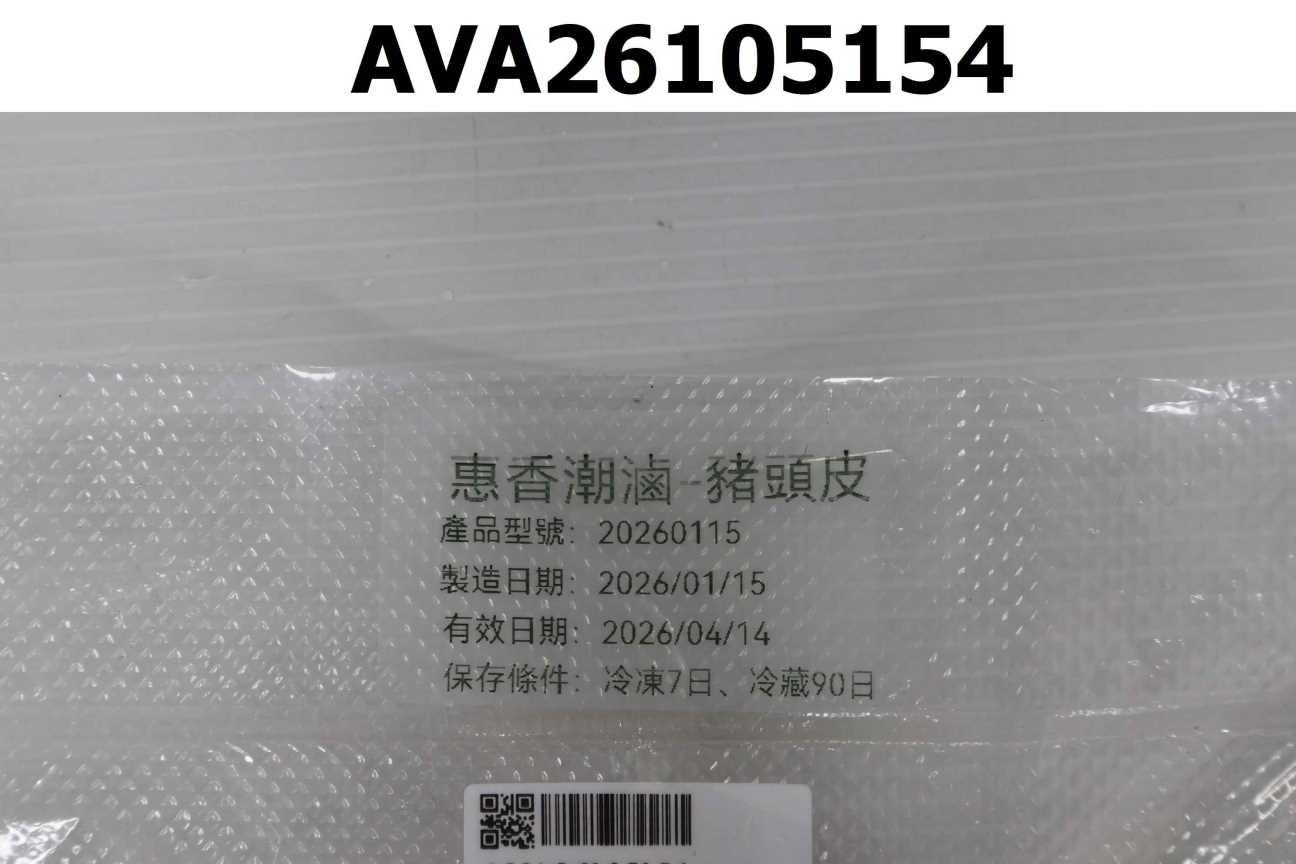 AVA26105154
惠香潮滷-豬頭皮
產品型號：20260115
製造日期：2026/01/15
有效日期：2026/04/14
保存條件：冷凍7日、冷藏90日